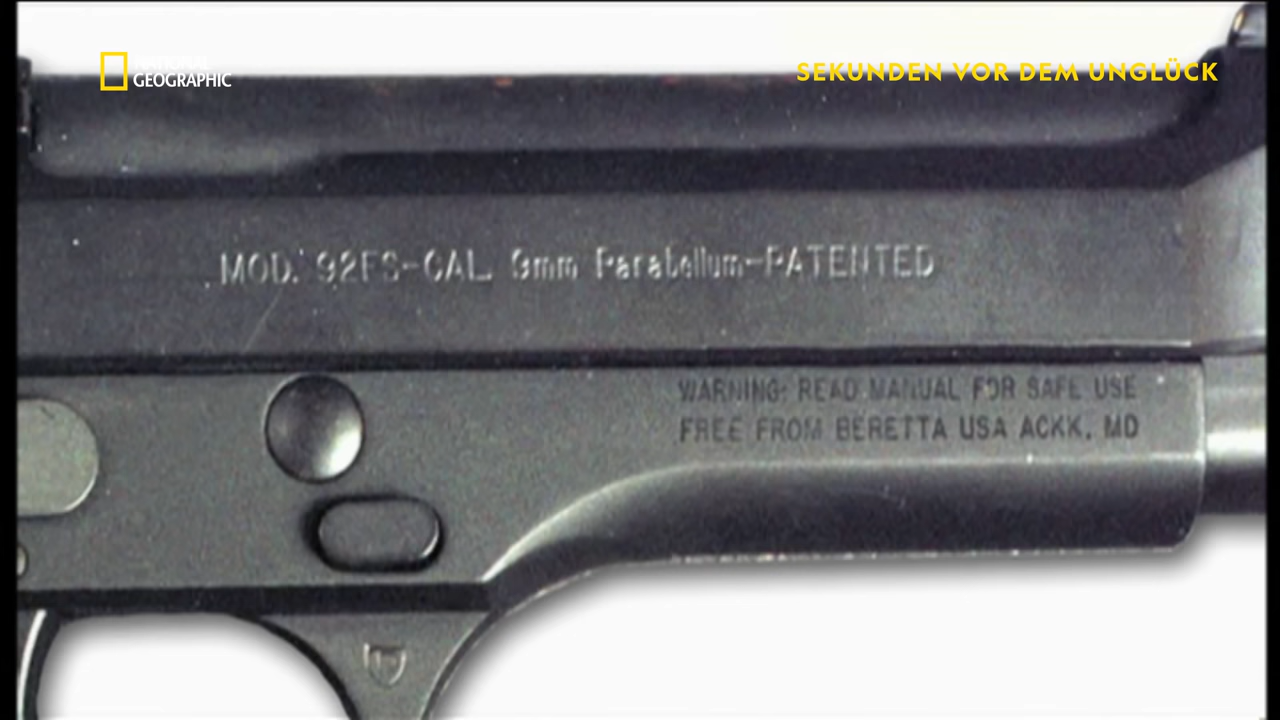 NATIONAL
GEOGRAPHIC
SEKUNDEN VOR DEM UNGLÜCK
MOD. 92FS-CAL. 9mm Parabellum-PATENTED
WARNING: READ MANUAL FOR SAFE USE
FREE FROM BERETTA USA ACKK, MD